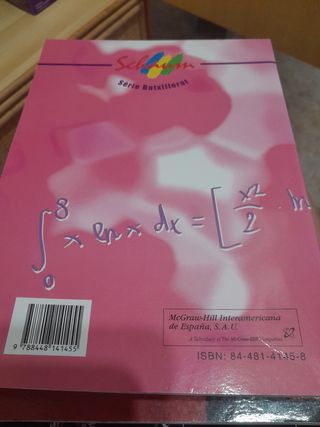 Schaum
Sèrie Batxillerat
∫₀⁸ x ln x dx = [ x²/2 · ln
McGraw-Hill Interamericana
de España, S. A. U.
A Subsidiary of The McGraw-Hill Companies
ISBN: 84-481-4145-8
9 788448 141455